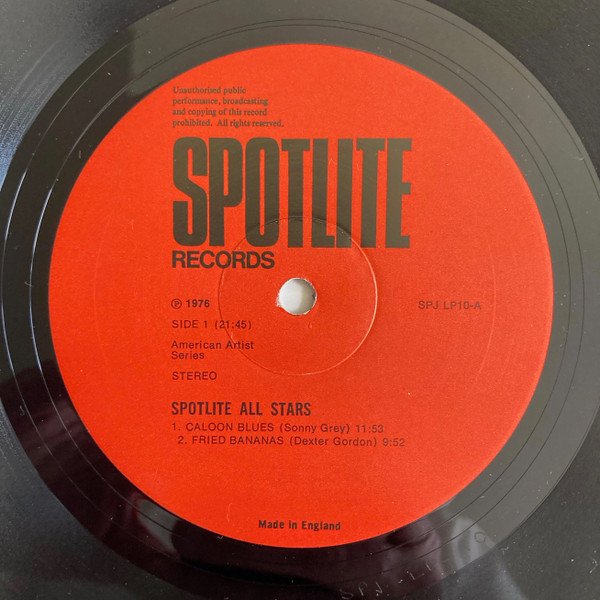 Unauthorised public
performance, broadcasting
and copying of this record
prohibited. All rights reserved.
SPOTLITE
RECORDS
℗ 1976
SPJ LP10-A
SIDE 1 (21:45)
American Artist
Series
STEREO
SPOTLITE ALL STARS
1. CALOON BLUES (Sonny Grey) 11:53
2. FRIED BANANAS (Dexter Gordon) 9:52
Made in England